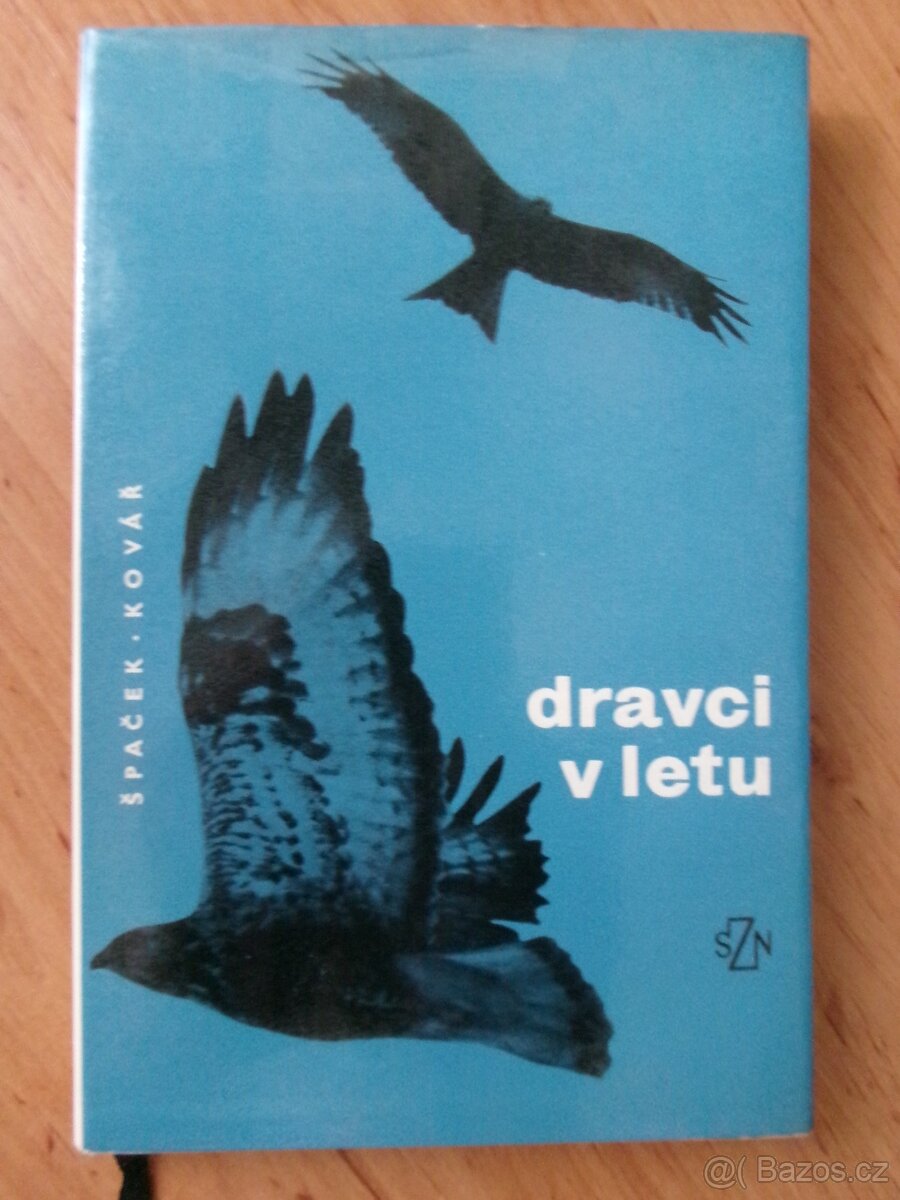 ŠPAČEK · KOVÁŘ
dravci
v letu
SZN
@( Bazos.cz